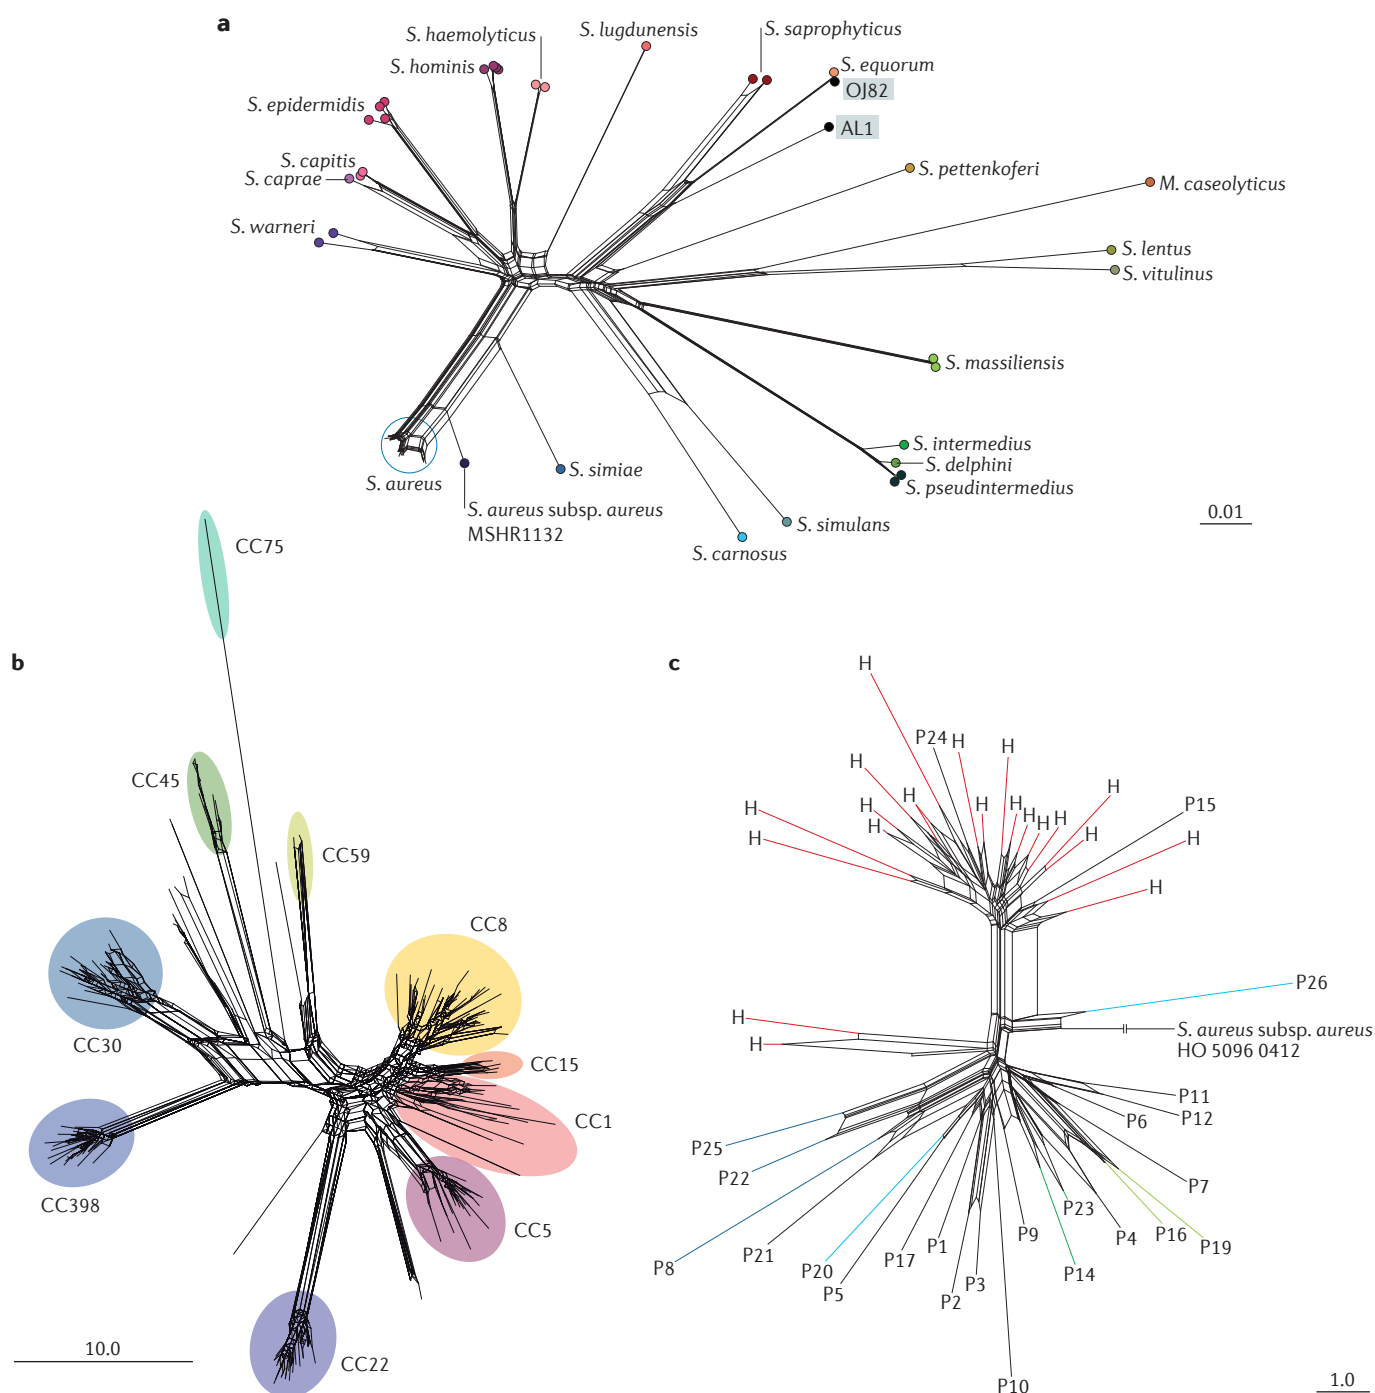 a
S. haemolyticus
S. lugdunensis
S. saprophyticus
S. hominis
S. equorum
OJ82
S. epidermidis
AL1
S. capitis
S. caprae
S. pettenkoferi
M. caseolyticus
S. warneri
S. lentus
S. vitulinus
S. massiliensis
S. intermedius
S. delphini
S. pseudintermedius
S. aureus
S. simiae
S. aureus subsp. aureus
MSHR1132
S. simulans
S. carnosus
0.01
b
CC75
CC45
CC59
CC8
CC30
CC15
CC1
CC398
CC5
CC22
10.0
c
H
P24
H
H
H
H
H
H
H
H
H
H
H
H
P15
H
H
H
H
H
P26
H
H
S. aureus subsp. aureus
HO 5096 0412
P11
P12
P6
P25
P22
P7
P23
P4
P16
P19
P9
P14
P1
P17
P21
P20
P8
P5
P3
P2
P10
1.0